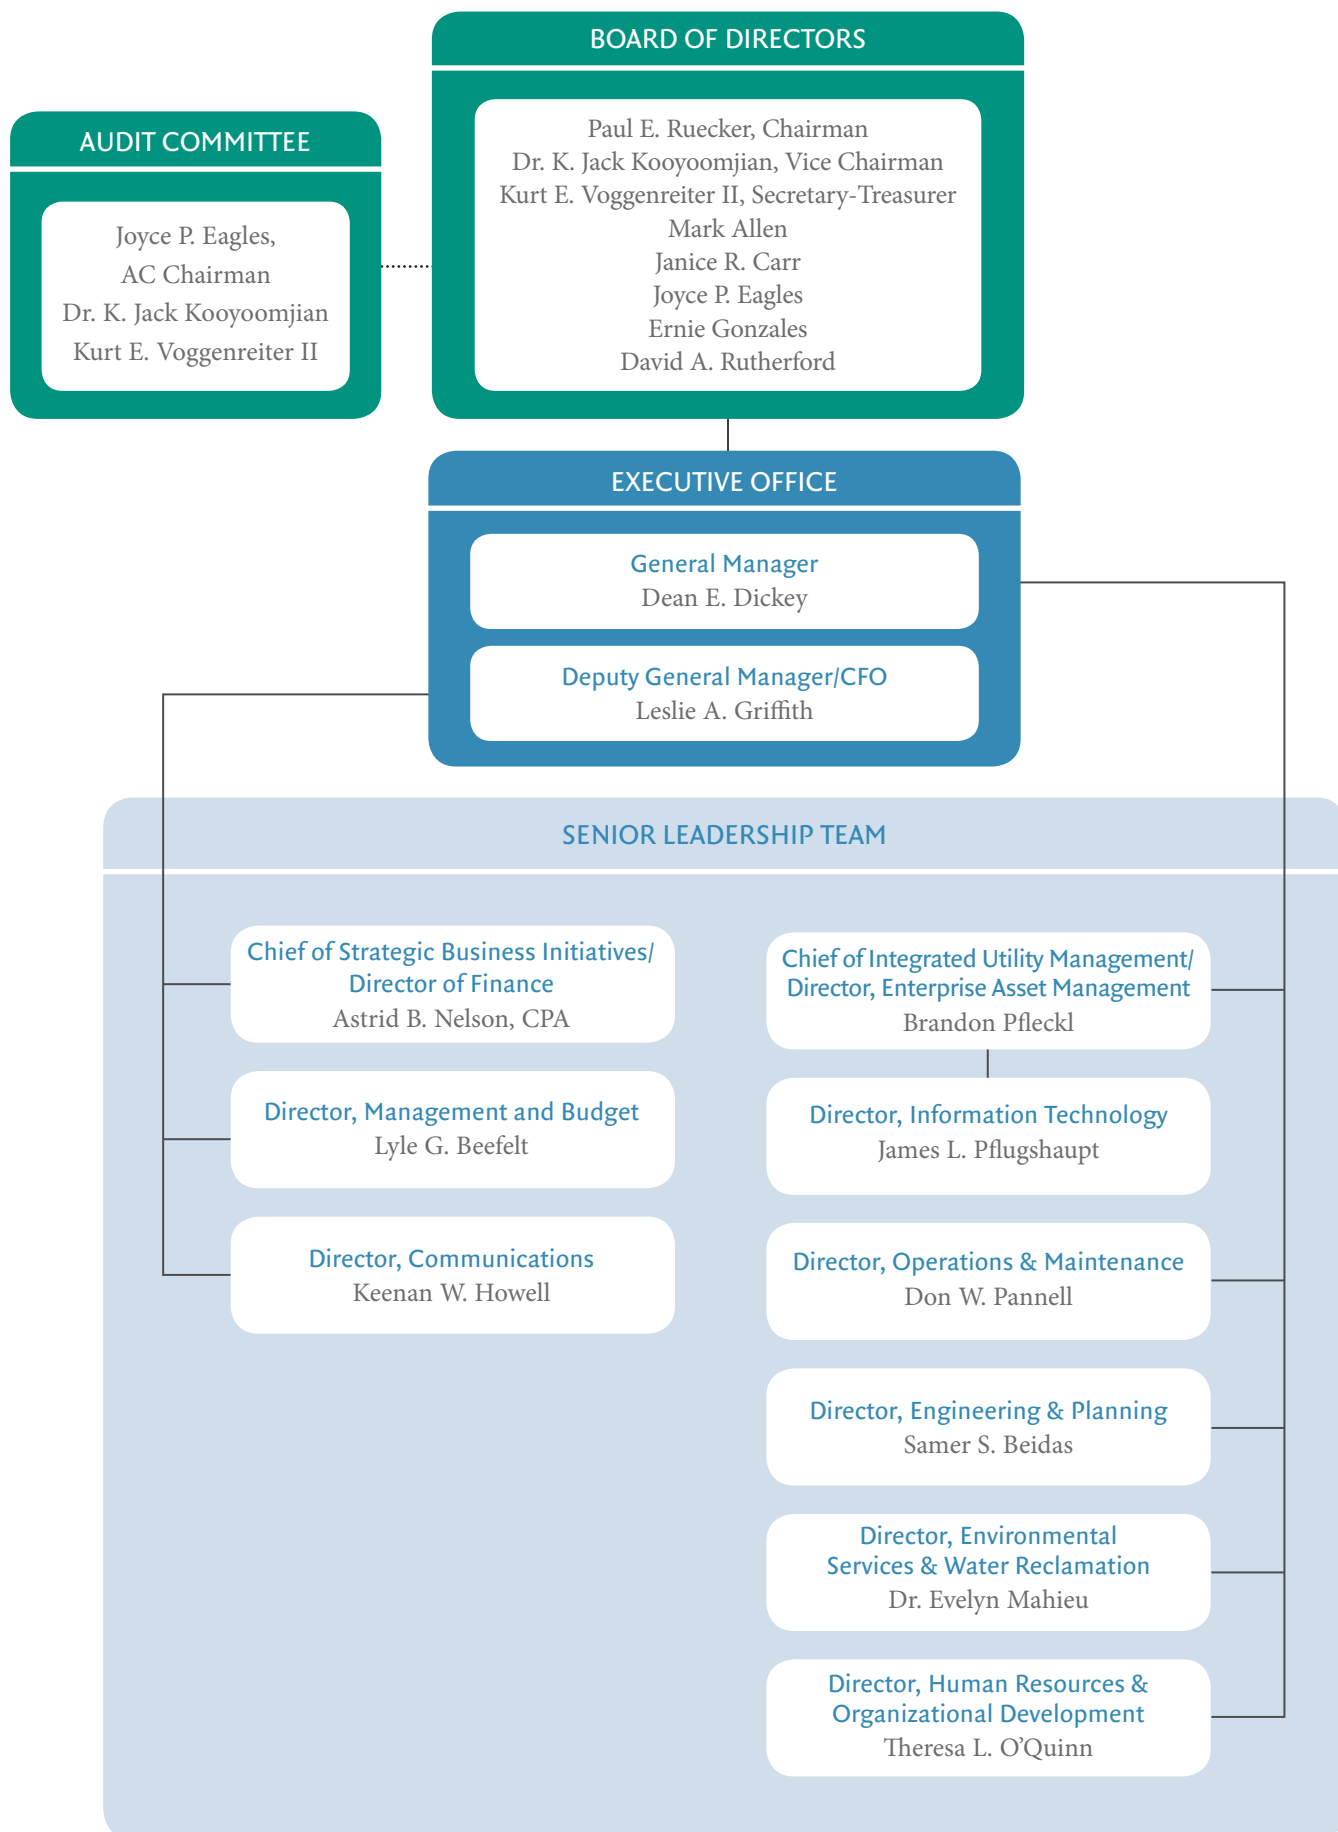 BOARD OF DIRECTORS
Paul E. Ruecker, Chairman
Dr. K. Jack Kooyoomjian, Vice Chairman
Kurt E. Voggenreiter II, Secretary-Treasurer
Mark Allen
Janice R. Carr
Joyce P. Eagles
Ernie Gonzales
David A. Rutherford
AUDIT COMMITTEE
Joyce P. Eagles,
AC Chairman
Dr. K. Jack Kooyoomjian
Kurt E. Voggenreiter II
EXECUTIVE OFFICE
General Manager
Dean E. Dickey
Deputy General Manager/CFO
Leslie A. Griffith
SENIOR LEADERSHIP TEAM
Chief of Strategic Business Initiatives/
Director of Finance
Astrid B. Nelson, CPA
Director, Management and Budget
Lyle G. Beefelt
Director, Communications
Keenan W. Howell
Chief of Integrated Utility Management/
Director, Enterprise Asset Management
Brandon Pfleckl
Director, Information Technology
James L. Pflugshaupt
Director, Operations & Maintenance
Don W. Pannell
Director, Engineering & Planning
Samer S. Beidas
Director, Environmental
Services & Water Reclamation
Dr. Evelyn Mahieu
Director, Human Resources &
Organizational Development
Theresa L. O'Quinn